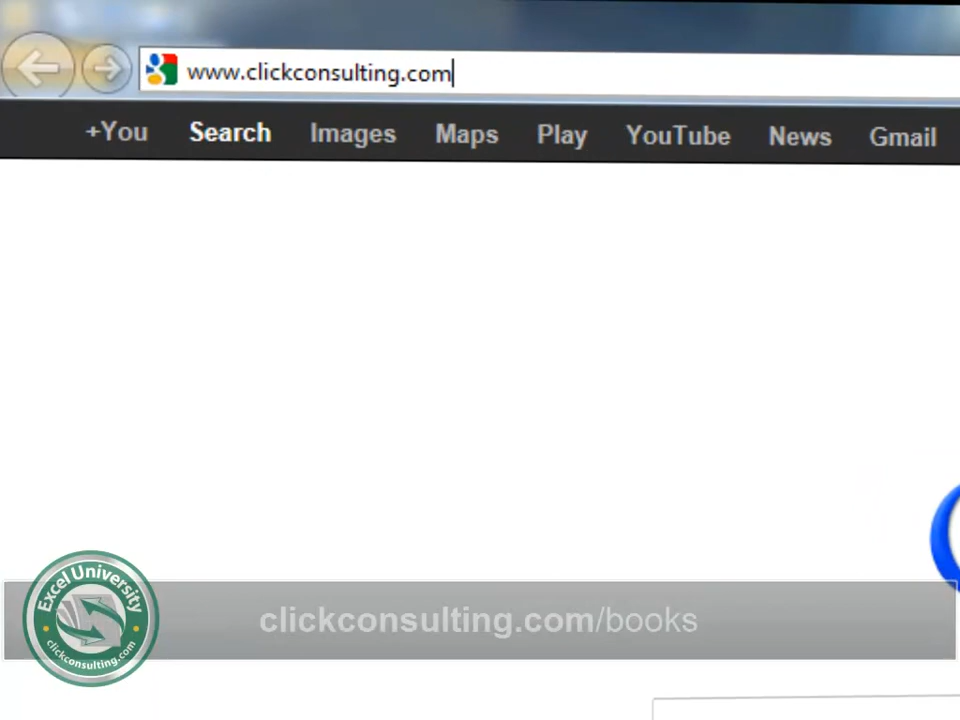 www.clickconsulting.com
+You Search Images Maps Play YouTube News Gmail
Excel University
clickconsulting.com
clickconsulting.com/books